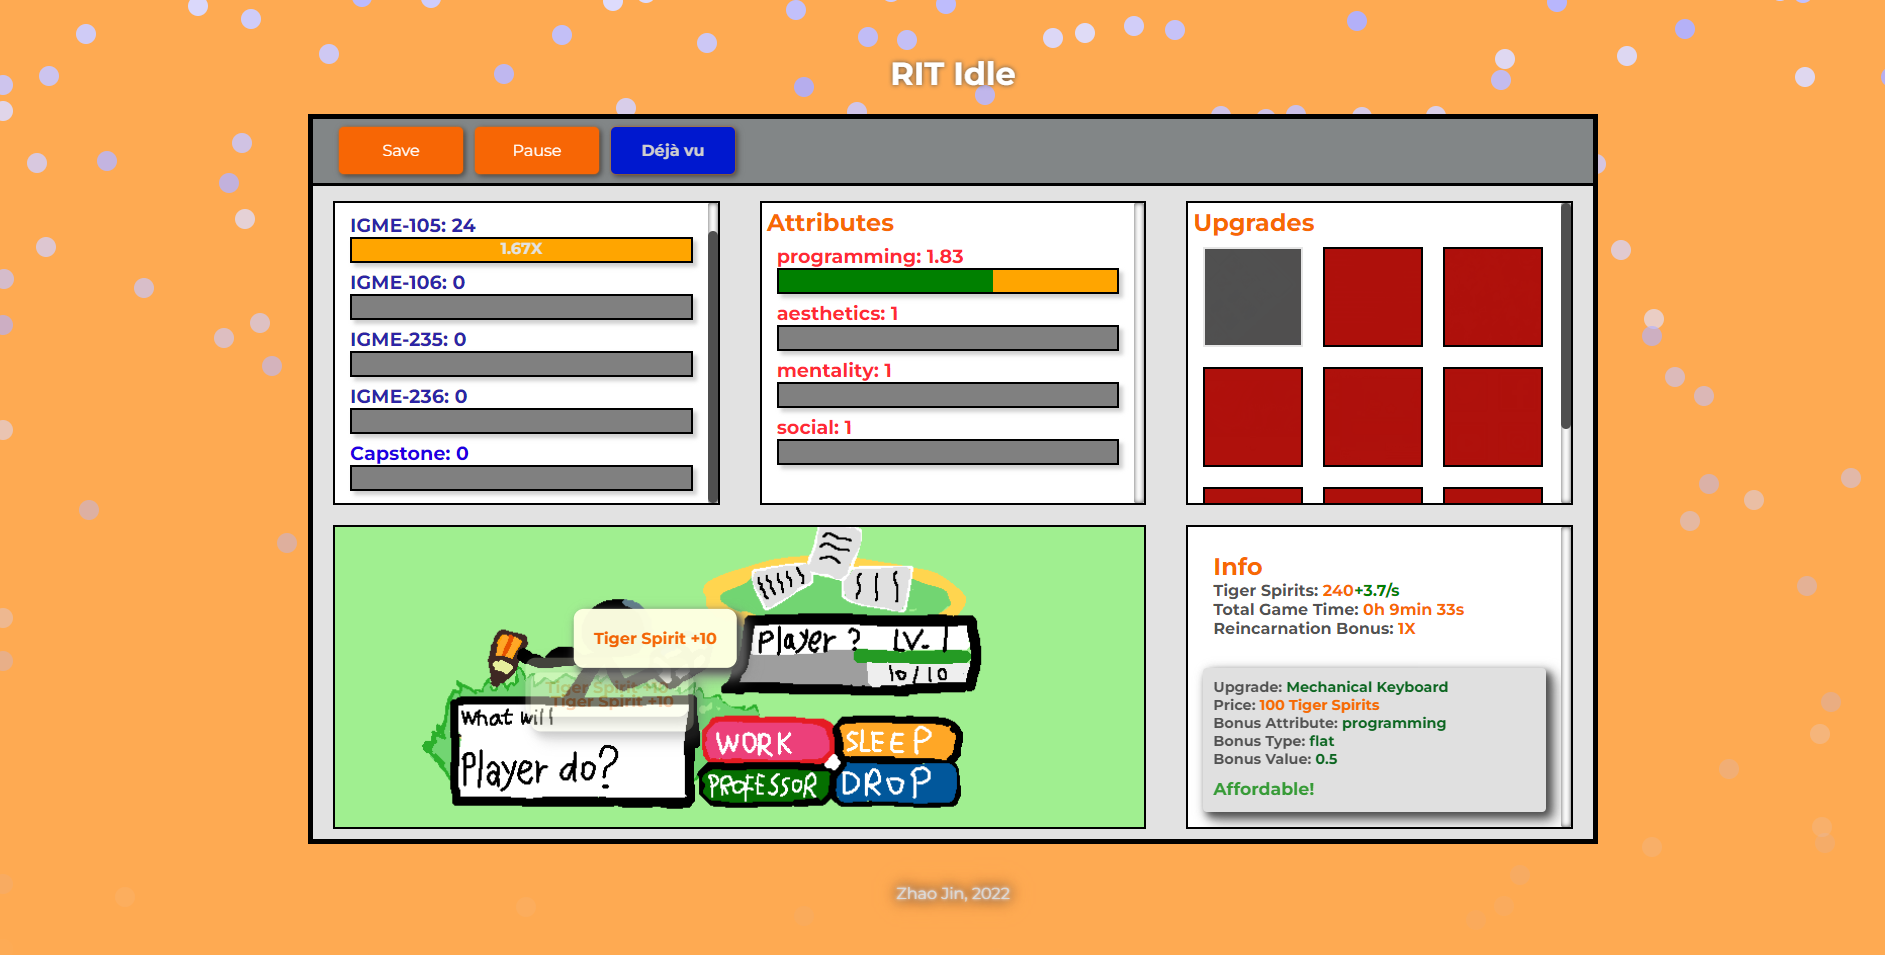 RIT Idle
Save
Pause
Déjà vu
IGME-105: 24
1.67X
IGME-106: 0
IGME-235: 0
IGME-236: 0
Capstone: 0
Attributes
programming: 1.83
aesthetics: 1
mentality: 1
social: 1
Upgrades
Tiger Spirit +10
Tiger Spirit +10
Tiger Spirit +10
Player ? LV. 1
10/10
What will
Player do?
WORK
SLEEP
PROFESSOR
DROP
Info
Tiger Spirits: 240+3.7/s
Total Game Time: 0h 9min 33s
Reincarnation Bonus: 1X
Upgrade: Mechanical Keyboard
Price: 100 Tiger Spirits
Bonus Attribute: programming
Bonus Type: flat
Bonus Value: 0.5
Affordable!
Zhao Jin, 2022